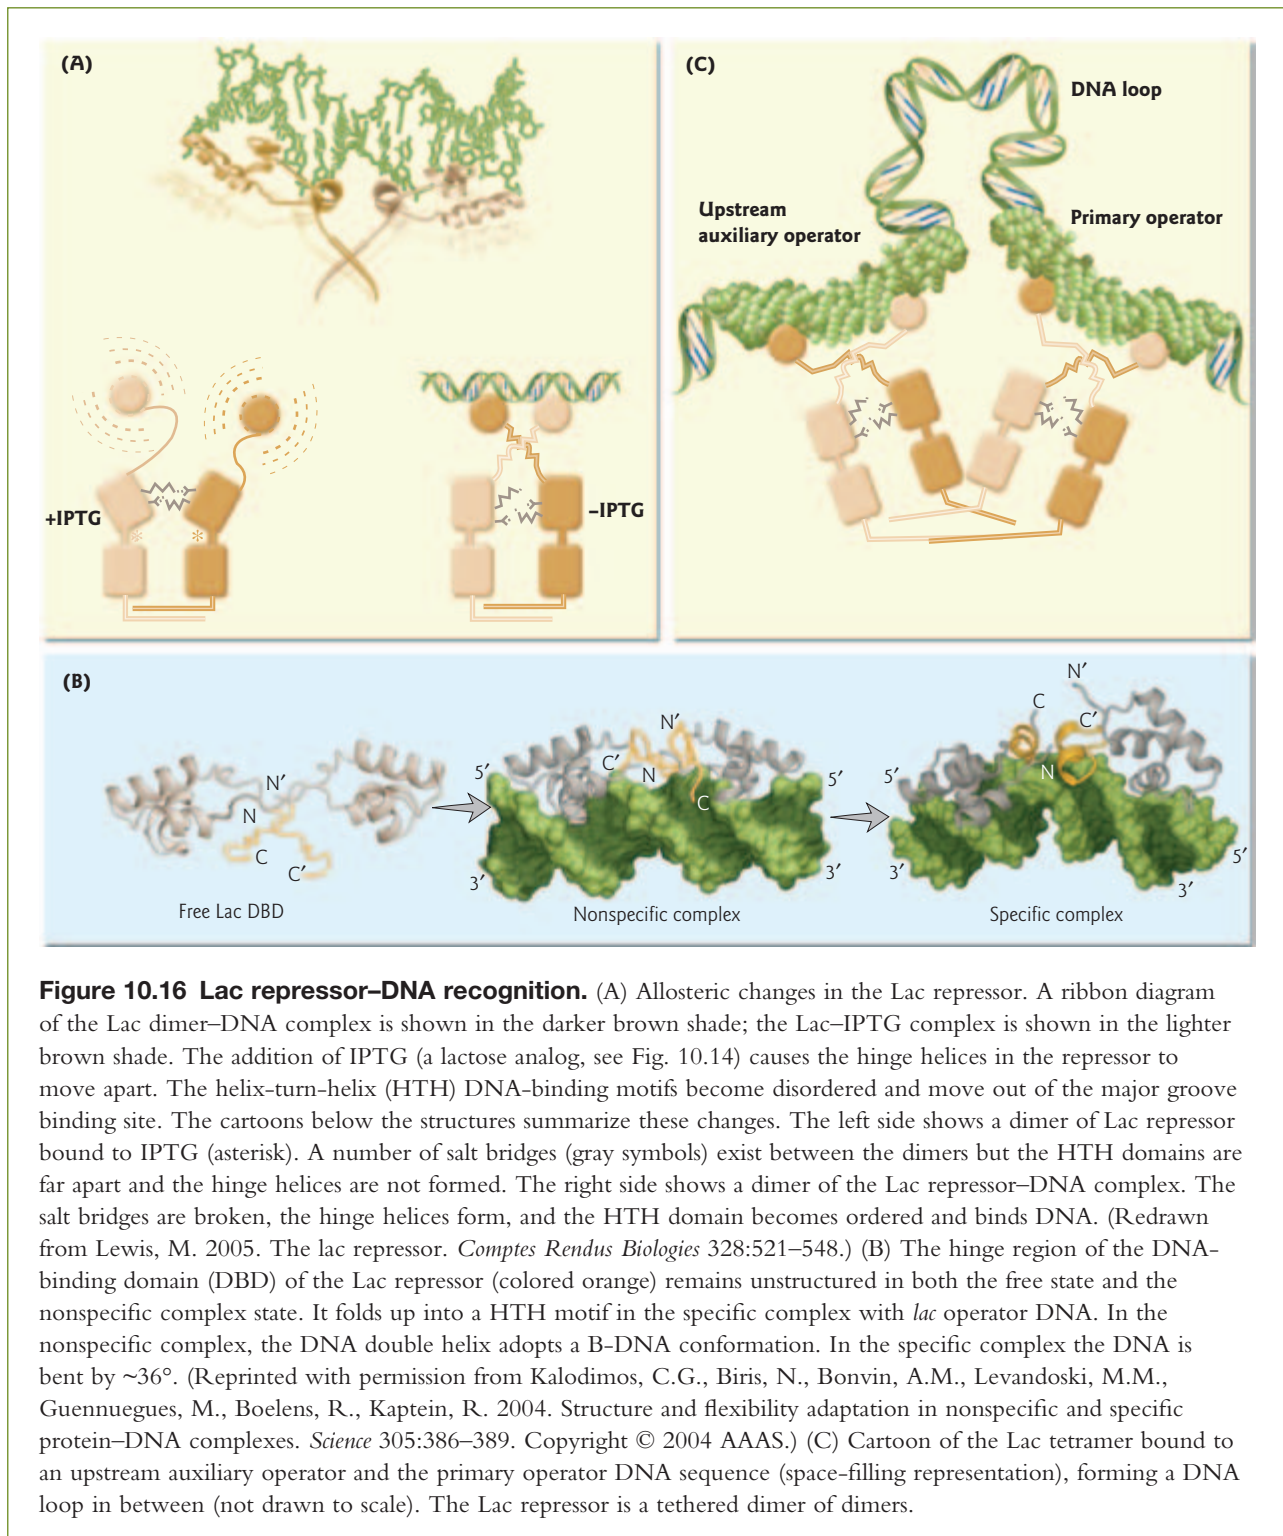 (A)
+IPTG
*
*
–IPTG
(C)
DNA loop
Upstream
auxiliary operator
Primary operator
(B)
N′
N
C
C′
Free Lac DBD
5′
3′
C′
N
N′
C
5′
3′
Nonspecific complex
5′
3′
C
N′
C′
N
5′
3′
Specific complex
Figure 10.16 Lac repressor–DNA recognition. (A) Allosteric changes in the Lac repressor. A ribbon diagram
of the Lac dimer–DNA complex is shown in the darker brown shade; the Lac–IPTG complex is shown in the lighter
brown shade. The addition of IPTG (a lactose analog, see Fig. 10.14) causes the hinge helices in the repressor to
move apart. The helix-turn-helix (HTH) DNA-binding motifs become disordered and move out of the major groove
binding site. The cartoons below the structures summarize these changes. The left side shows a dimer of Lac repressor
bound to IPTG (asterisk). A number of salt bridges (gray symbols) exist between the dimers but the HTH domains are
far apart and the hinge helices are not formed. The right side shows a dimer of the Lac repressor–DNA complex. The
salt bridges are broken, the hinge helices form, and the HTH domain becomes ordered and binds DNA. (Redrawn
from Lewis, M. 2005. The lac repressor. Comptes Rendus Biologies 328:521–548.) (B) The hinge region of the DNA-
binding domain (DBD) of the Lac repressor (colored orange) remains unstructured in both the free state and the
nonspecific complex state. It folds up into a HTH motif in the specific complex with lac operator DNA. In the
nonspecific complex, the DNA double helix adopts a B-DNA conformation. In the specific complex the DNA is
bent by ~36°. (Reprinted with permission from Kalodimos, C.G., Biris, N., Bonvin, A.M., Levandoski, M.M.,
Guennuegues, M., Boelens, R., Kaptein, R. 2004. Structure and flexibility adaptation in nonspecific and specific
protein–DNA complexes. Science 305:386–389. Copyright © 2004 AAAS.) (C) Cartoon of the Lac tetramer bound to
an upstream auxiliary operator and the primary operator DNA sequence (space-filling representation), forming a DNA
loop in between (not drawn to scale). The Lac repressor is a tethered dimer of dimers.